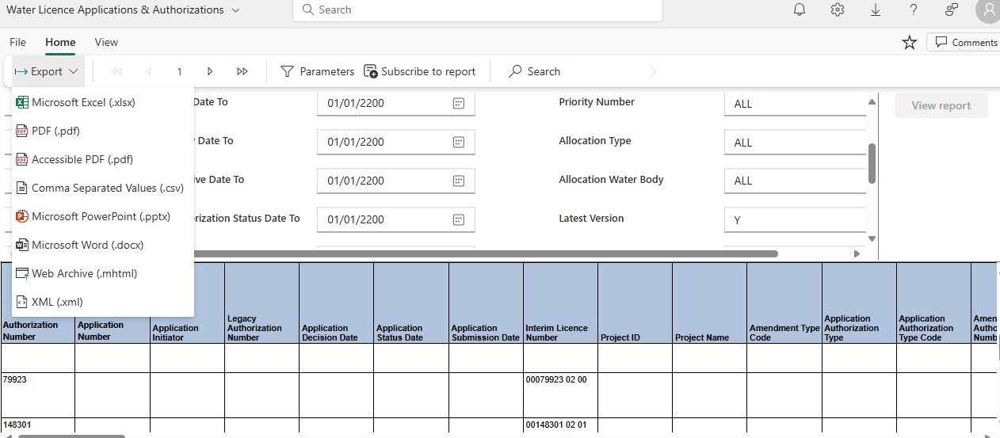 Water Licence Applications & Authorizations
Search
File
Home
View
Comments
Export
1
Parameters
Subscribe to report
Search
Microsoft Excel (.xlsx)
PDF (.pdf)
Accessible PDF (.pdf)
Comma Separated Values (.csv)
Microsoft PowerPoint (.pptx)
Microsoft Word (.docx)
Web Archive (.mhtml)
XML (.xml)
Date To
01/01/2200
Priority Number
ALL
View report
Date To
01/01/2200
Allocation Type
ALL
ive Date To
01/01/2200
Allocation Water Body
ALL
rization Status Date To
01/01/2200
Latest Version
Y
Authorization
Number
Application
Number
Application
Initiator
Legacy
Authorization
Number
Application
Decision Date
Application
Status Date
Application
Submission Date
Interim Licence
Number
Project ID
Project Name
Amendment Type
Code
Application
Authorization
Type
Application
Authorization
Type Code
Amen
Autho
Numb
79923
00079923 02 00
148301
00148301 02 01